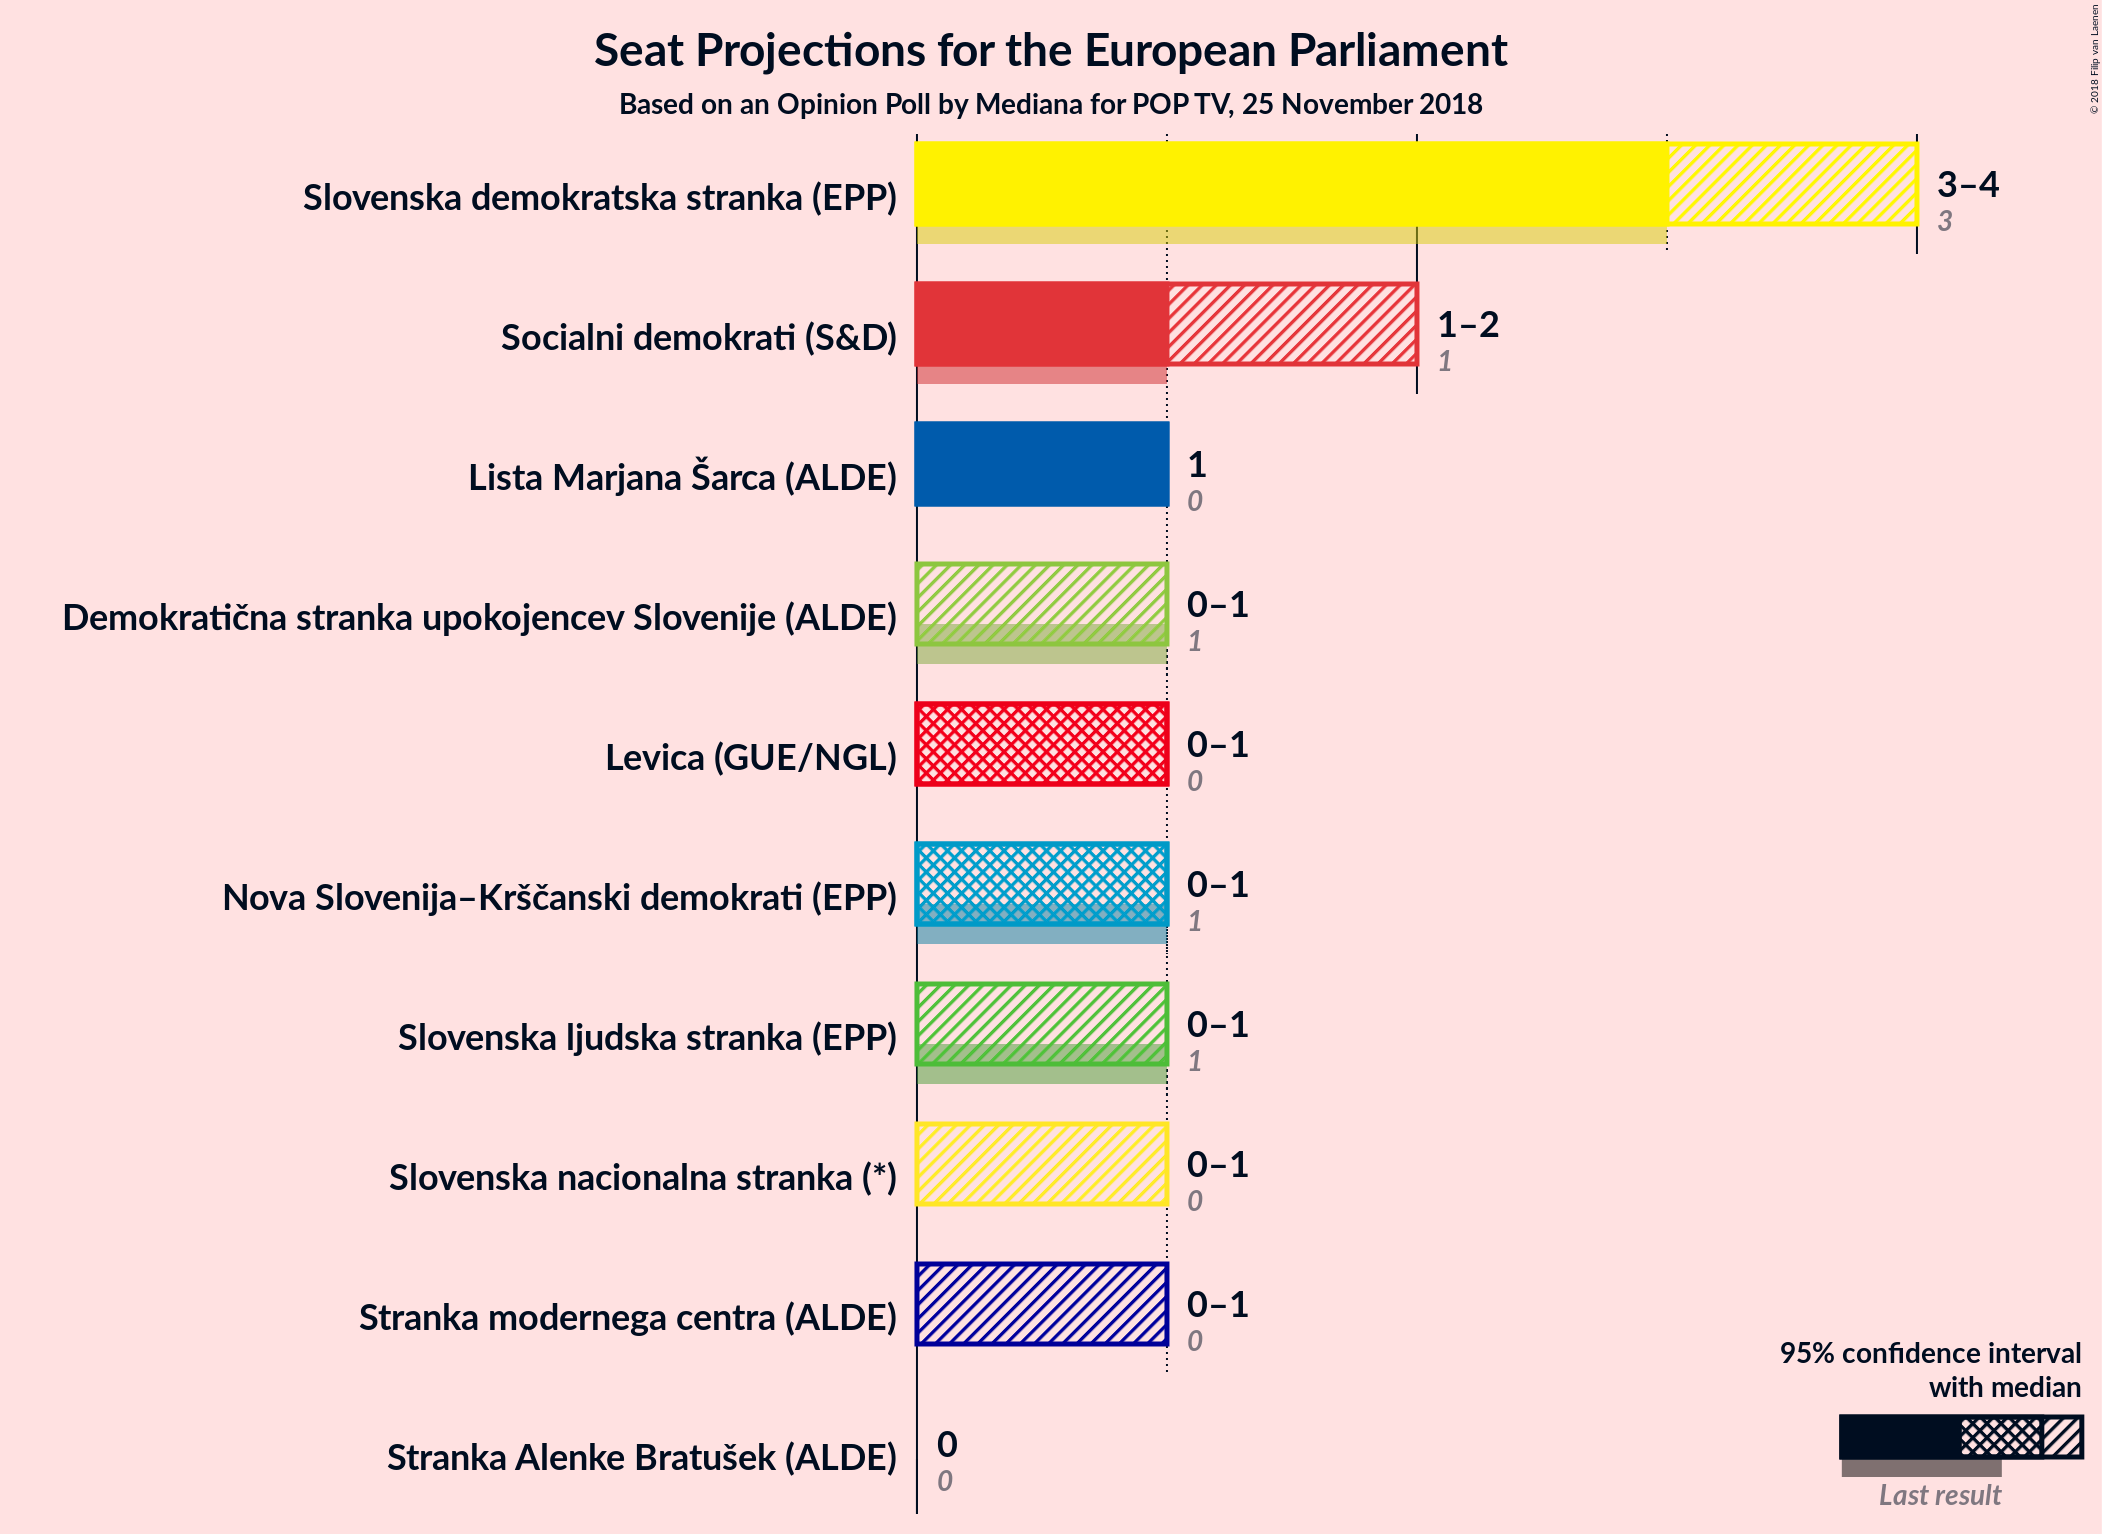 Seat Projections for the European Parliament
Based on an Opinion Poll by Mediana for POP TV, 25 November 2018
© 2018 Filip van Laenen
Slovenska demokratska stranka (EPP)
3–4
3
Socialni demokrati (S&D)
1–2
1
Lista Marjana Šarca (ALDE)
1
0
Demokratična stranka upokojencev Slovenije (ALDE)
0–1
1
Levica (GUE/NGL)
0–1
0
Nova Slovenija–Krščanski demokrati (EPP)
0–1
1
Slovenska ljudska stranka (EPP)
0–1
1
Slovenska nacionalna stranka (*)
0–1
0
Stranka modernega centra (ALDE)
0–1
0
Stranka Alenke Bratušek (ALDE)
0
0
95% confidence interval
with median
Last result